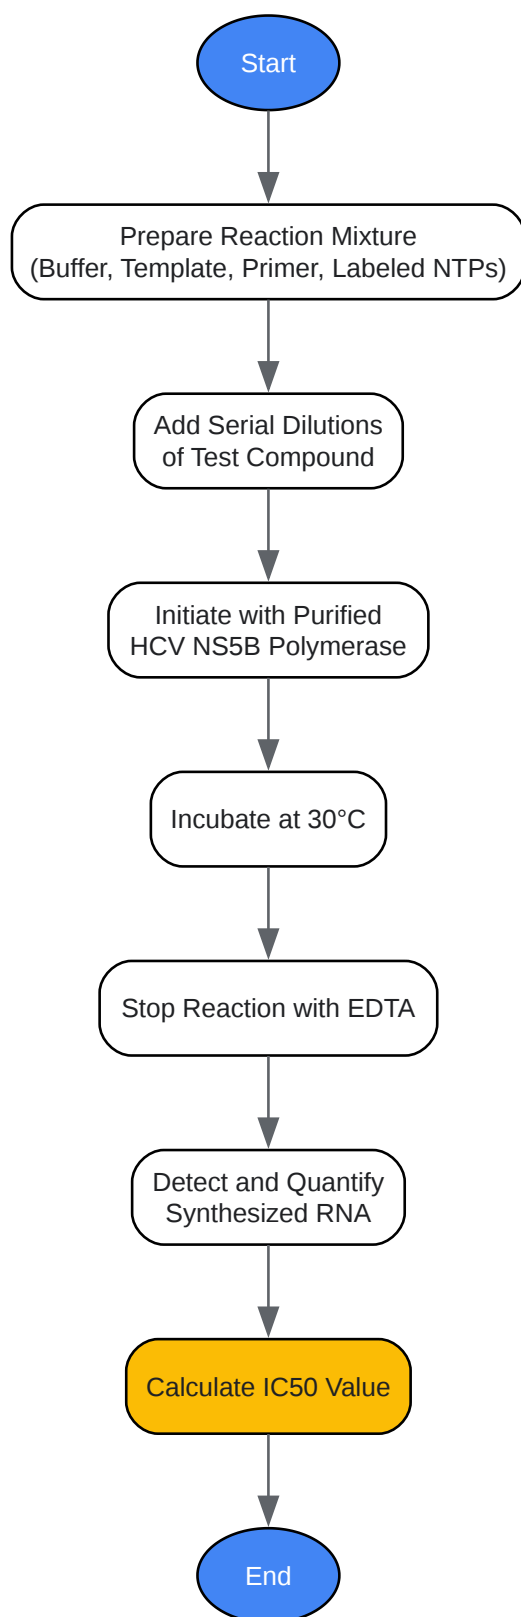 Start
Prepare Reaction Mixture
(Buffer, Template, Primer, Labeled NTPs)
Add Serial Dilutions
of Test Compound
Initiate with Purified
HCV NS5B Polymerase
Incubate at 30°C
Stop Reaction with EDTA
Detect and Quantify
Synthesized RNA
Calculate IC50 Value
End